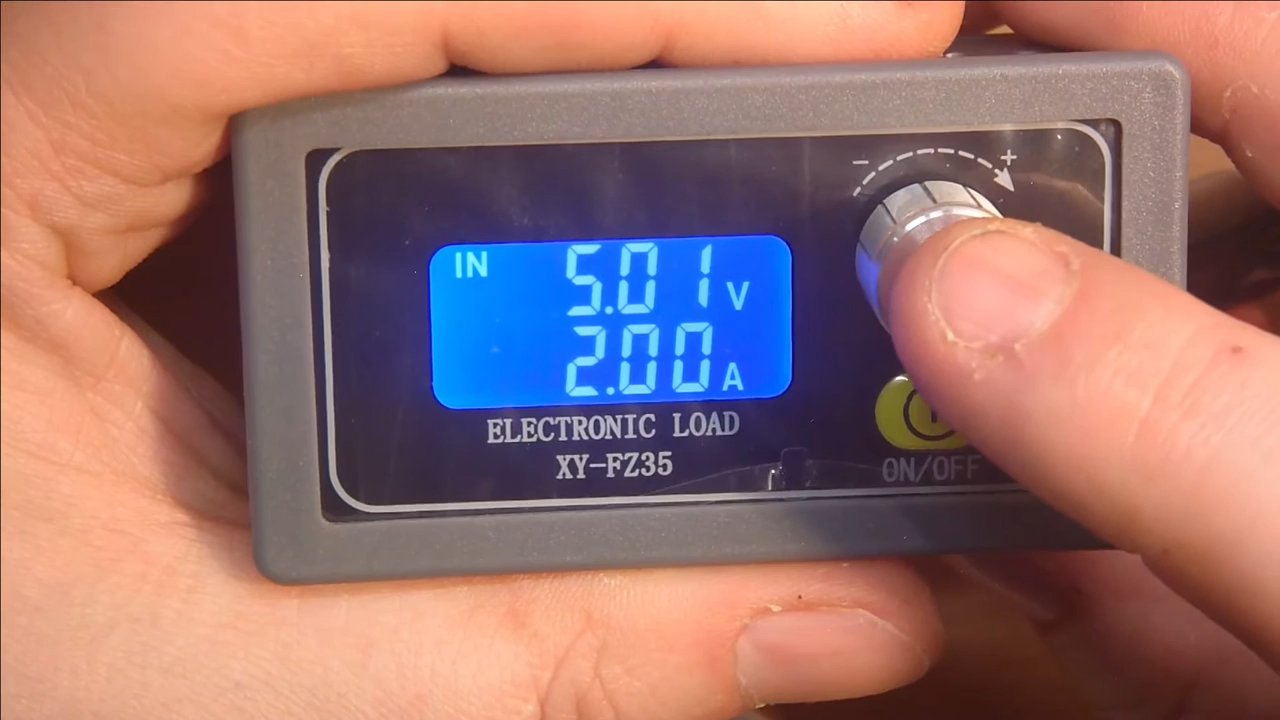 - +
IN 5.01 V
2.00 A
ELECTRONIC LOAD
XY-FZ35
ON/OFF